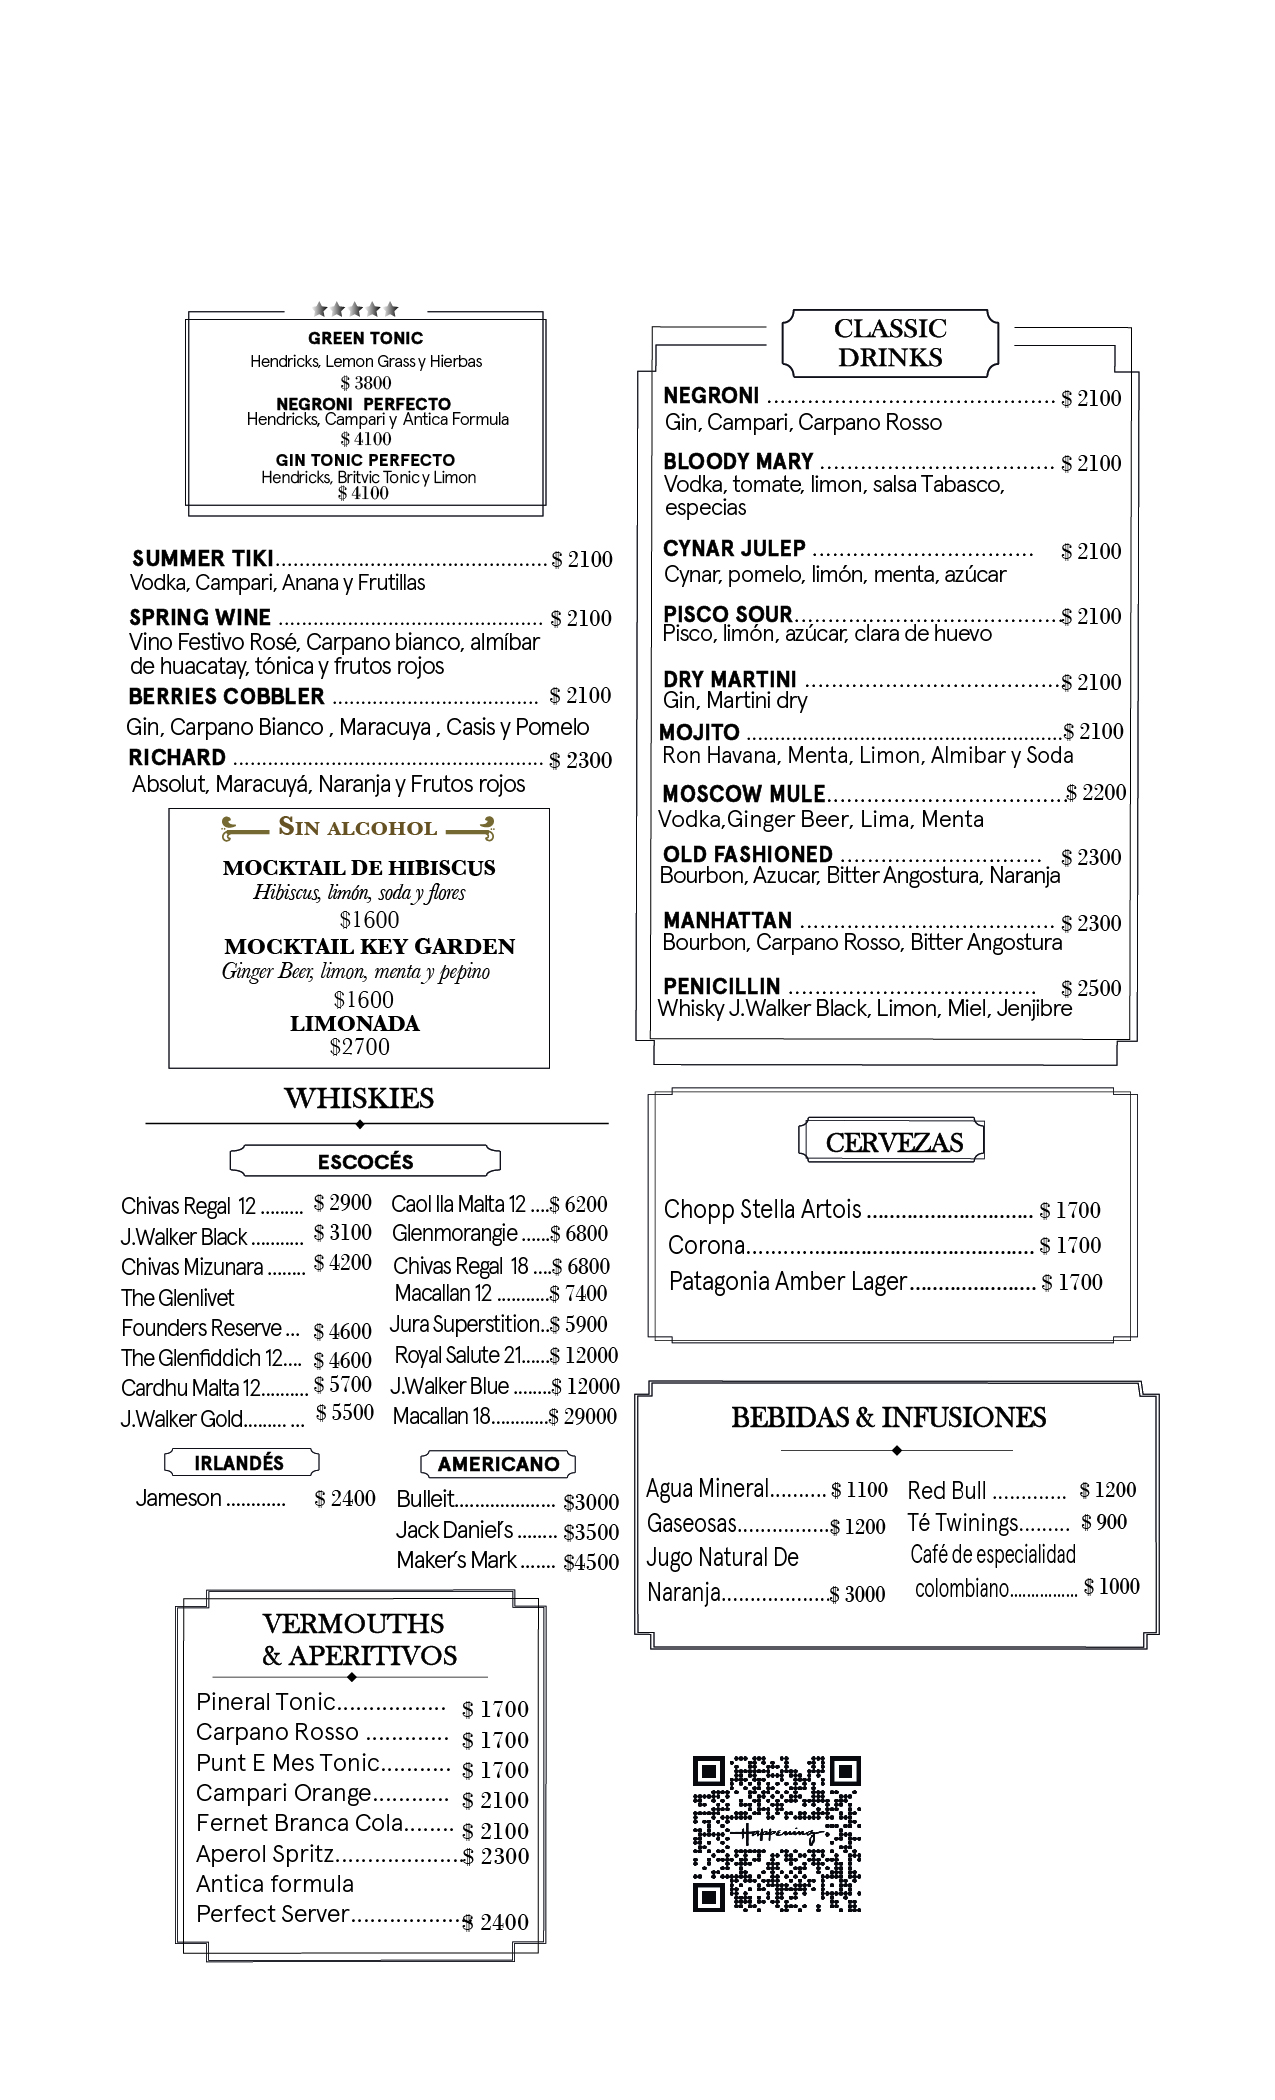 GREEN TONIC
Hendricks, Lemon Grass y Hierbas
$ 3800
NEGRONI PERFECTO
Hendricks, Campari y Antica Formula
$ 4100
GIN TONIC PERFECTO
Hendricks, Britvic Tonic y Limon
$ 4100
SUMMER TIKI........................................... $ 2100
Vodka, Campari, Anana y Frutillas
SPRING WINE ........................................... $ 2100
Vino Festivo Rosé, Carpano bianco, almíbar
de huacatay, tónica y frutos rojos
BERRIES COBBLER .................................. $ 2100
Gin, Carpano Bianco , Maracuya , Casis y Pomelo
RICHARD ................................................ $ 2300
Absolut, Maracuyá, Naranja y Frutos rojos
SIN ALCOHOL
MOCKTAIL DE HIBISCUS
Hibiscus, limón, soda y flores
$1600
MOCKTAIL KEY GARDEN
Ginger Beer, limon, menta y pepino
$1600
LIMONADA
$2700
WHISKIES
ESCOCÉS
Chivas Regal 12 ......... $ 2900
J.Walker Black ........... $ 3100
Chivas Mizunara ........ $ 4200
The Glenlivet
Founders Reserve ... $ 4600
The Glenfiddich 12.... $ 4600
Cardhu Malta 12.......... $ 5700
J.Walker Gold......... ... $ 5500
Caol Ila Malta 12 ....$ 6200
Glenmorangie ......$ 6800
Chivas Regal 18 ....$ 6800
Macallan 12 ...........$ 7400
Jura Superstition..$ 5900
Royal Salute 21......$ 12000
J.Walker Blue ........$ 12000
Macallan 18............$ 29000
IRLANDÉS
Jameson ............ $ 2400
AMERICANO
Bulleit..................... $3000
Jack Daniel's ........ $3500
Maker's Mark ....... $4500
VERMOUTHS
& APERITIVOS
Pineral Tonic................. $ 1700
Carpano Rosso ............. $ 1700
Punt E Mes Tonic........... $ 1700
Campari Orange............ $ 2100
Fernet Branca Cola........ $ 2100
Aperol Spritz....................$ 2300
Antica formula
Perfect Server..................$ 2400
CLASSIC
DRINKS
NEGRONI ........................................... $ 2100
Gin, Campari, Carpano Rosso
BLOODY MARY ................................... $ 2100
Vodka, tomate, limon, salsa Tabasco,
especias
CYNAR JULEP ................................. $ 2100
Cynar, pomelo, limón, menta, azúcar
PISCO SOUR........................................$ 2100
Pisco, limón, azúcar, clara de huevo
DRY MARTINI ......................................$ 2100
Gin, Martini dry
MOJITO ................................................$ 2100
Ron Havana, Menta, Limon, Almibar y Soda
MOSCOW MULE....................................$ 2200
Vodka,Ginger Beer, Lima, Menta
OLD FASHIONED .............................. $ 2300
Bourbon, Azucar, Bitter Angostura, Naranja
MANHATTAN ...................................... $ 2300
Bourbon, Carpano Rosso, Bitter Angostura
PENICILLIN ..................................... $ 2500
Whisky J.Walker Black, Limon, Miel, Jenjibre
CERVEZAS
Chopp Stella Artois ............................. $ 1700
Corona.................................................. $ 1700
Patagonia Amber Lager...................... $ 1700
BEBIDAS & INFUSIONES
Agua Mineral.......... $ 1100
Gaseosas................$ 1200
Jugo Natural De
Naranja...................$ 3000
Red Bull ............. $ 1200
Té Twinings......... $ 900
Café de especialidad
colombiano............... $ 1000
Happening